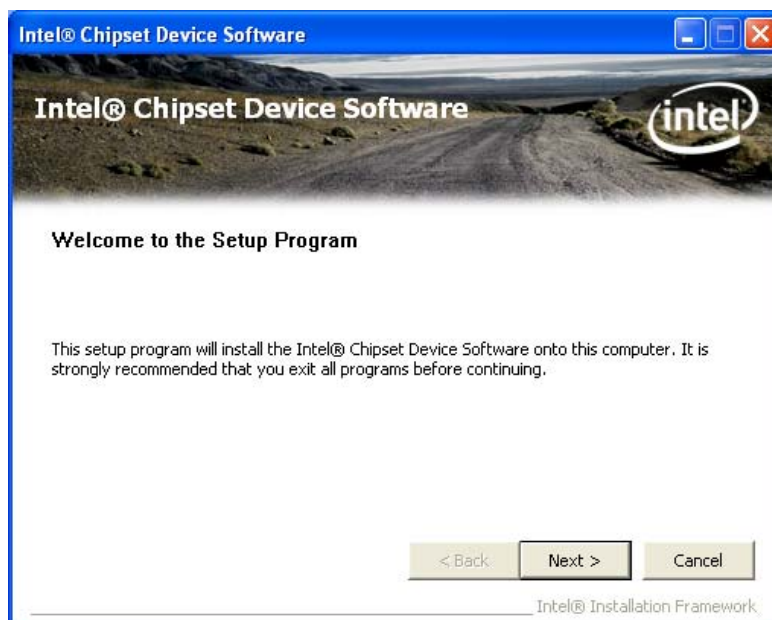 Intel® Chipset Device Software
Intel® Chipset Device Software
intel
Welcome to the Setup Program
This setup program will install the Intel® Chipset Device Software onto this computer. It is
strongly recommended that you exit all programs before continuing.
< Back
Next >
Cancel
Intel® Installation Framework